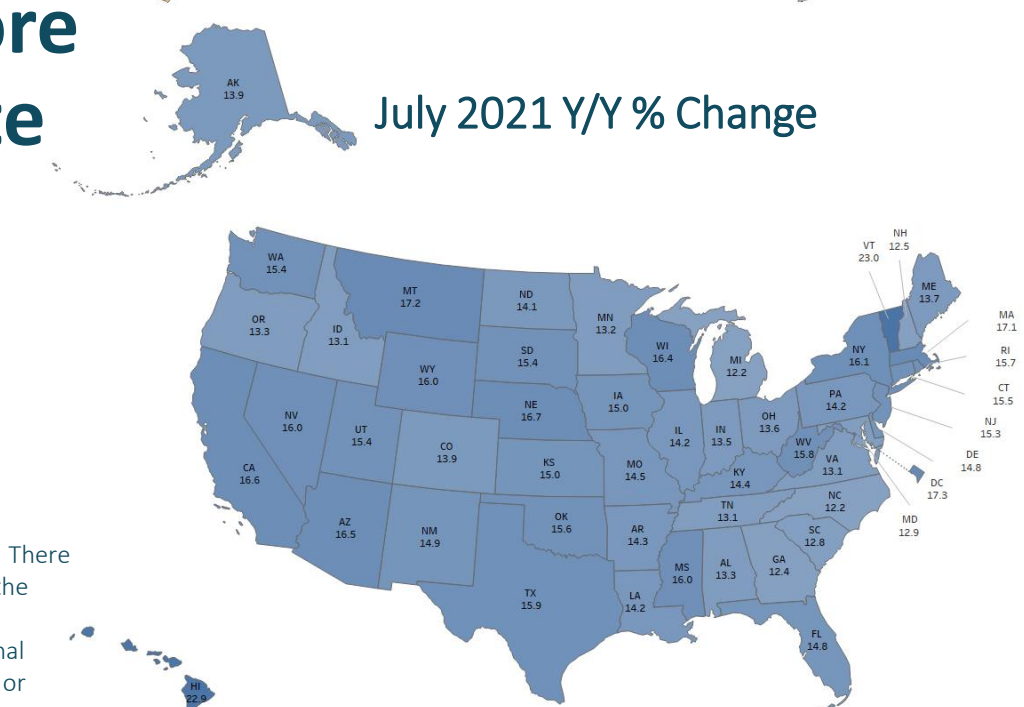 ore
te
July 2021 Y/Y % Change
AK
13.9
WA
15.4
MT
17.2
ND
14.1
MN
13.2
OR
13.3
ID
13.1
SD
15.4
WI
16.4
MI
12.2
WY
16.0
NE
16.7
IA
15.0
NV
16.0
UT
15.4
CO
13.9
KS
15.0
MO
14.5
IL
14.2
IN
13.5
OH
13.6
PA
14.2
NY
16.1
VT
23.0
NH
12.5
ME
13.7
MA
17.1
RI
15.7
CT
15.5
NJ
15.3
DE
14.8
DC
17.3
MD
12.9
WV
15.8
VA
13.1
KY
14.4
TN
13.1
NC
12.2
SC
12.8
CA
16.6
AZ
16.5
NM
14.9
OK
15.6
AR
14.3
MS
16.0
AL
13.3
GA
12.4
TX
15.9
LA
14.2
FL
14.8
HI
22.9
There
the
nal
or